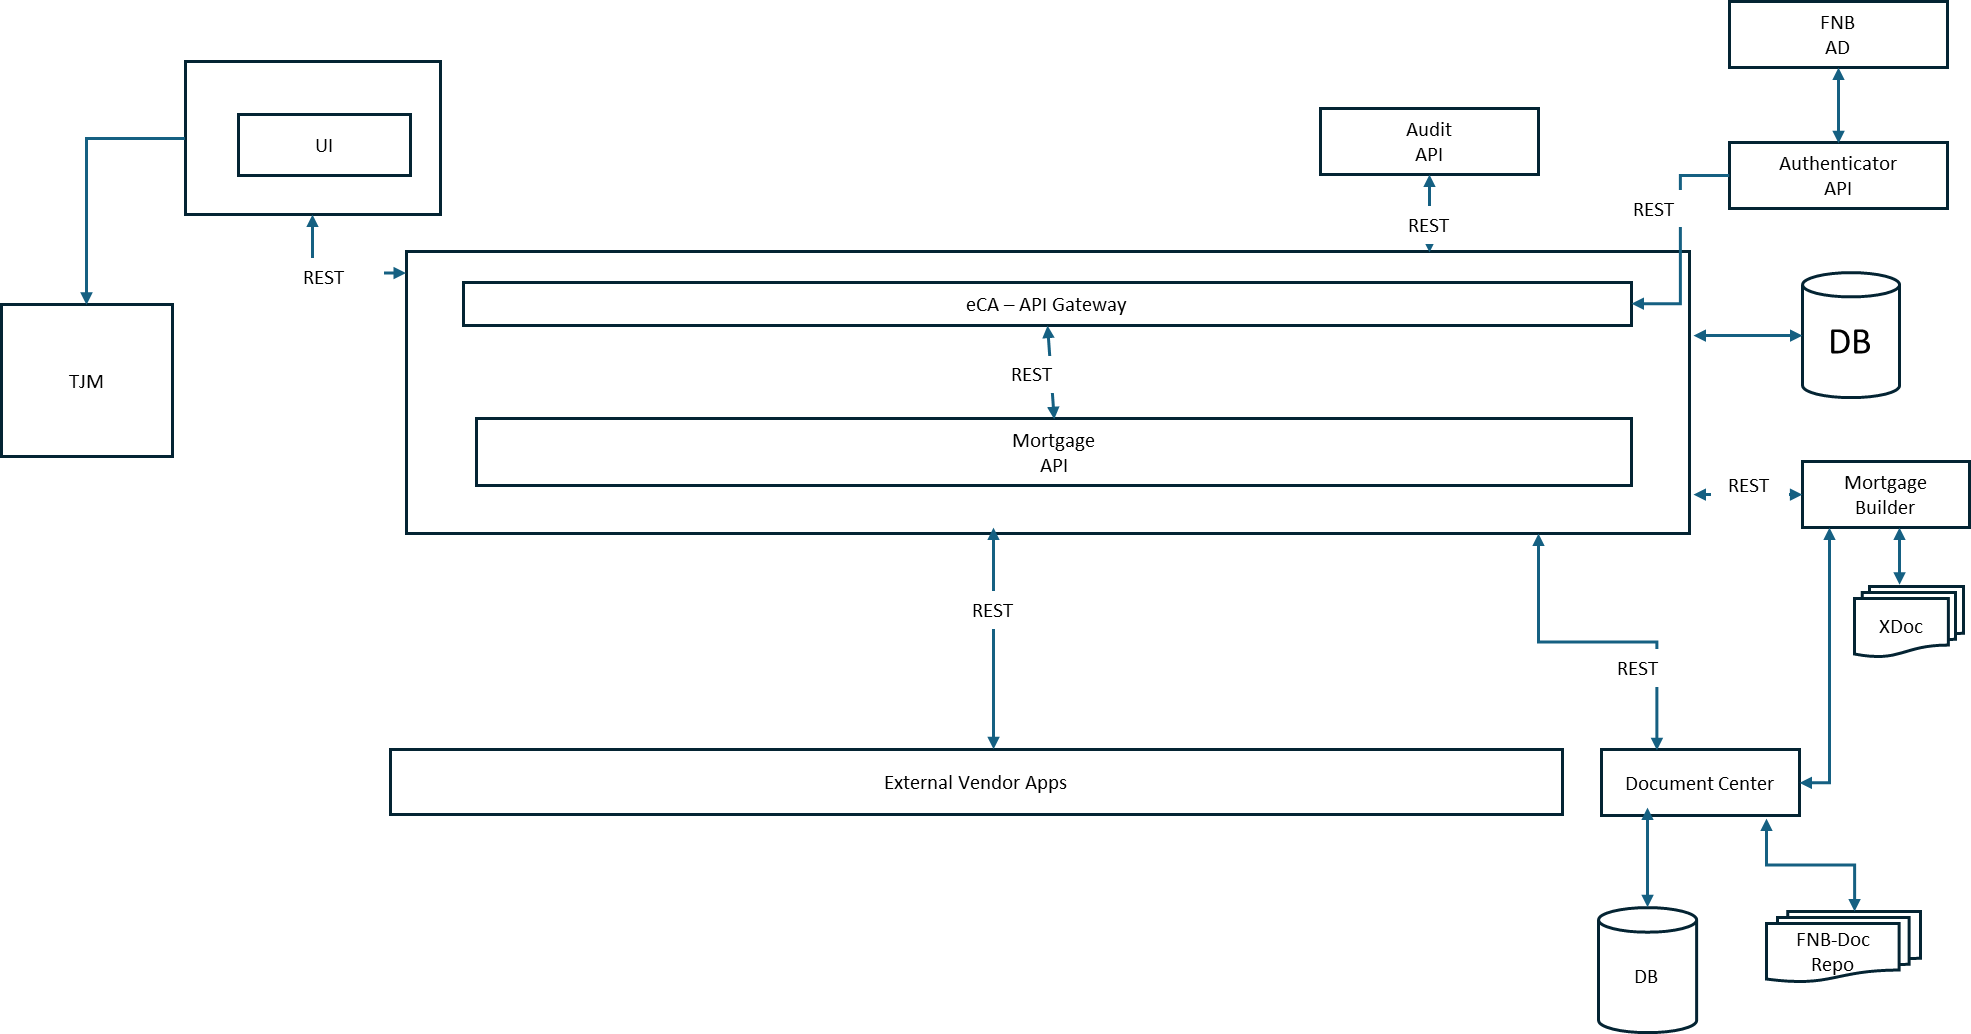 FNB
AD
Audit
API
UI
Authenticator
API
REST
REST
REST
eCA – API Gateway
DB
REST
TJM
Mortgage
API
REST
Mortgage
Builder
REST
XDoc
REST
External Vendor Apps
Document Center
FNB-Doc
Repo
DB